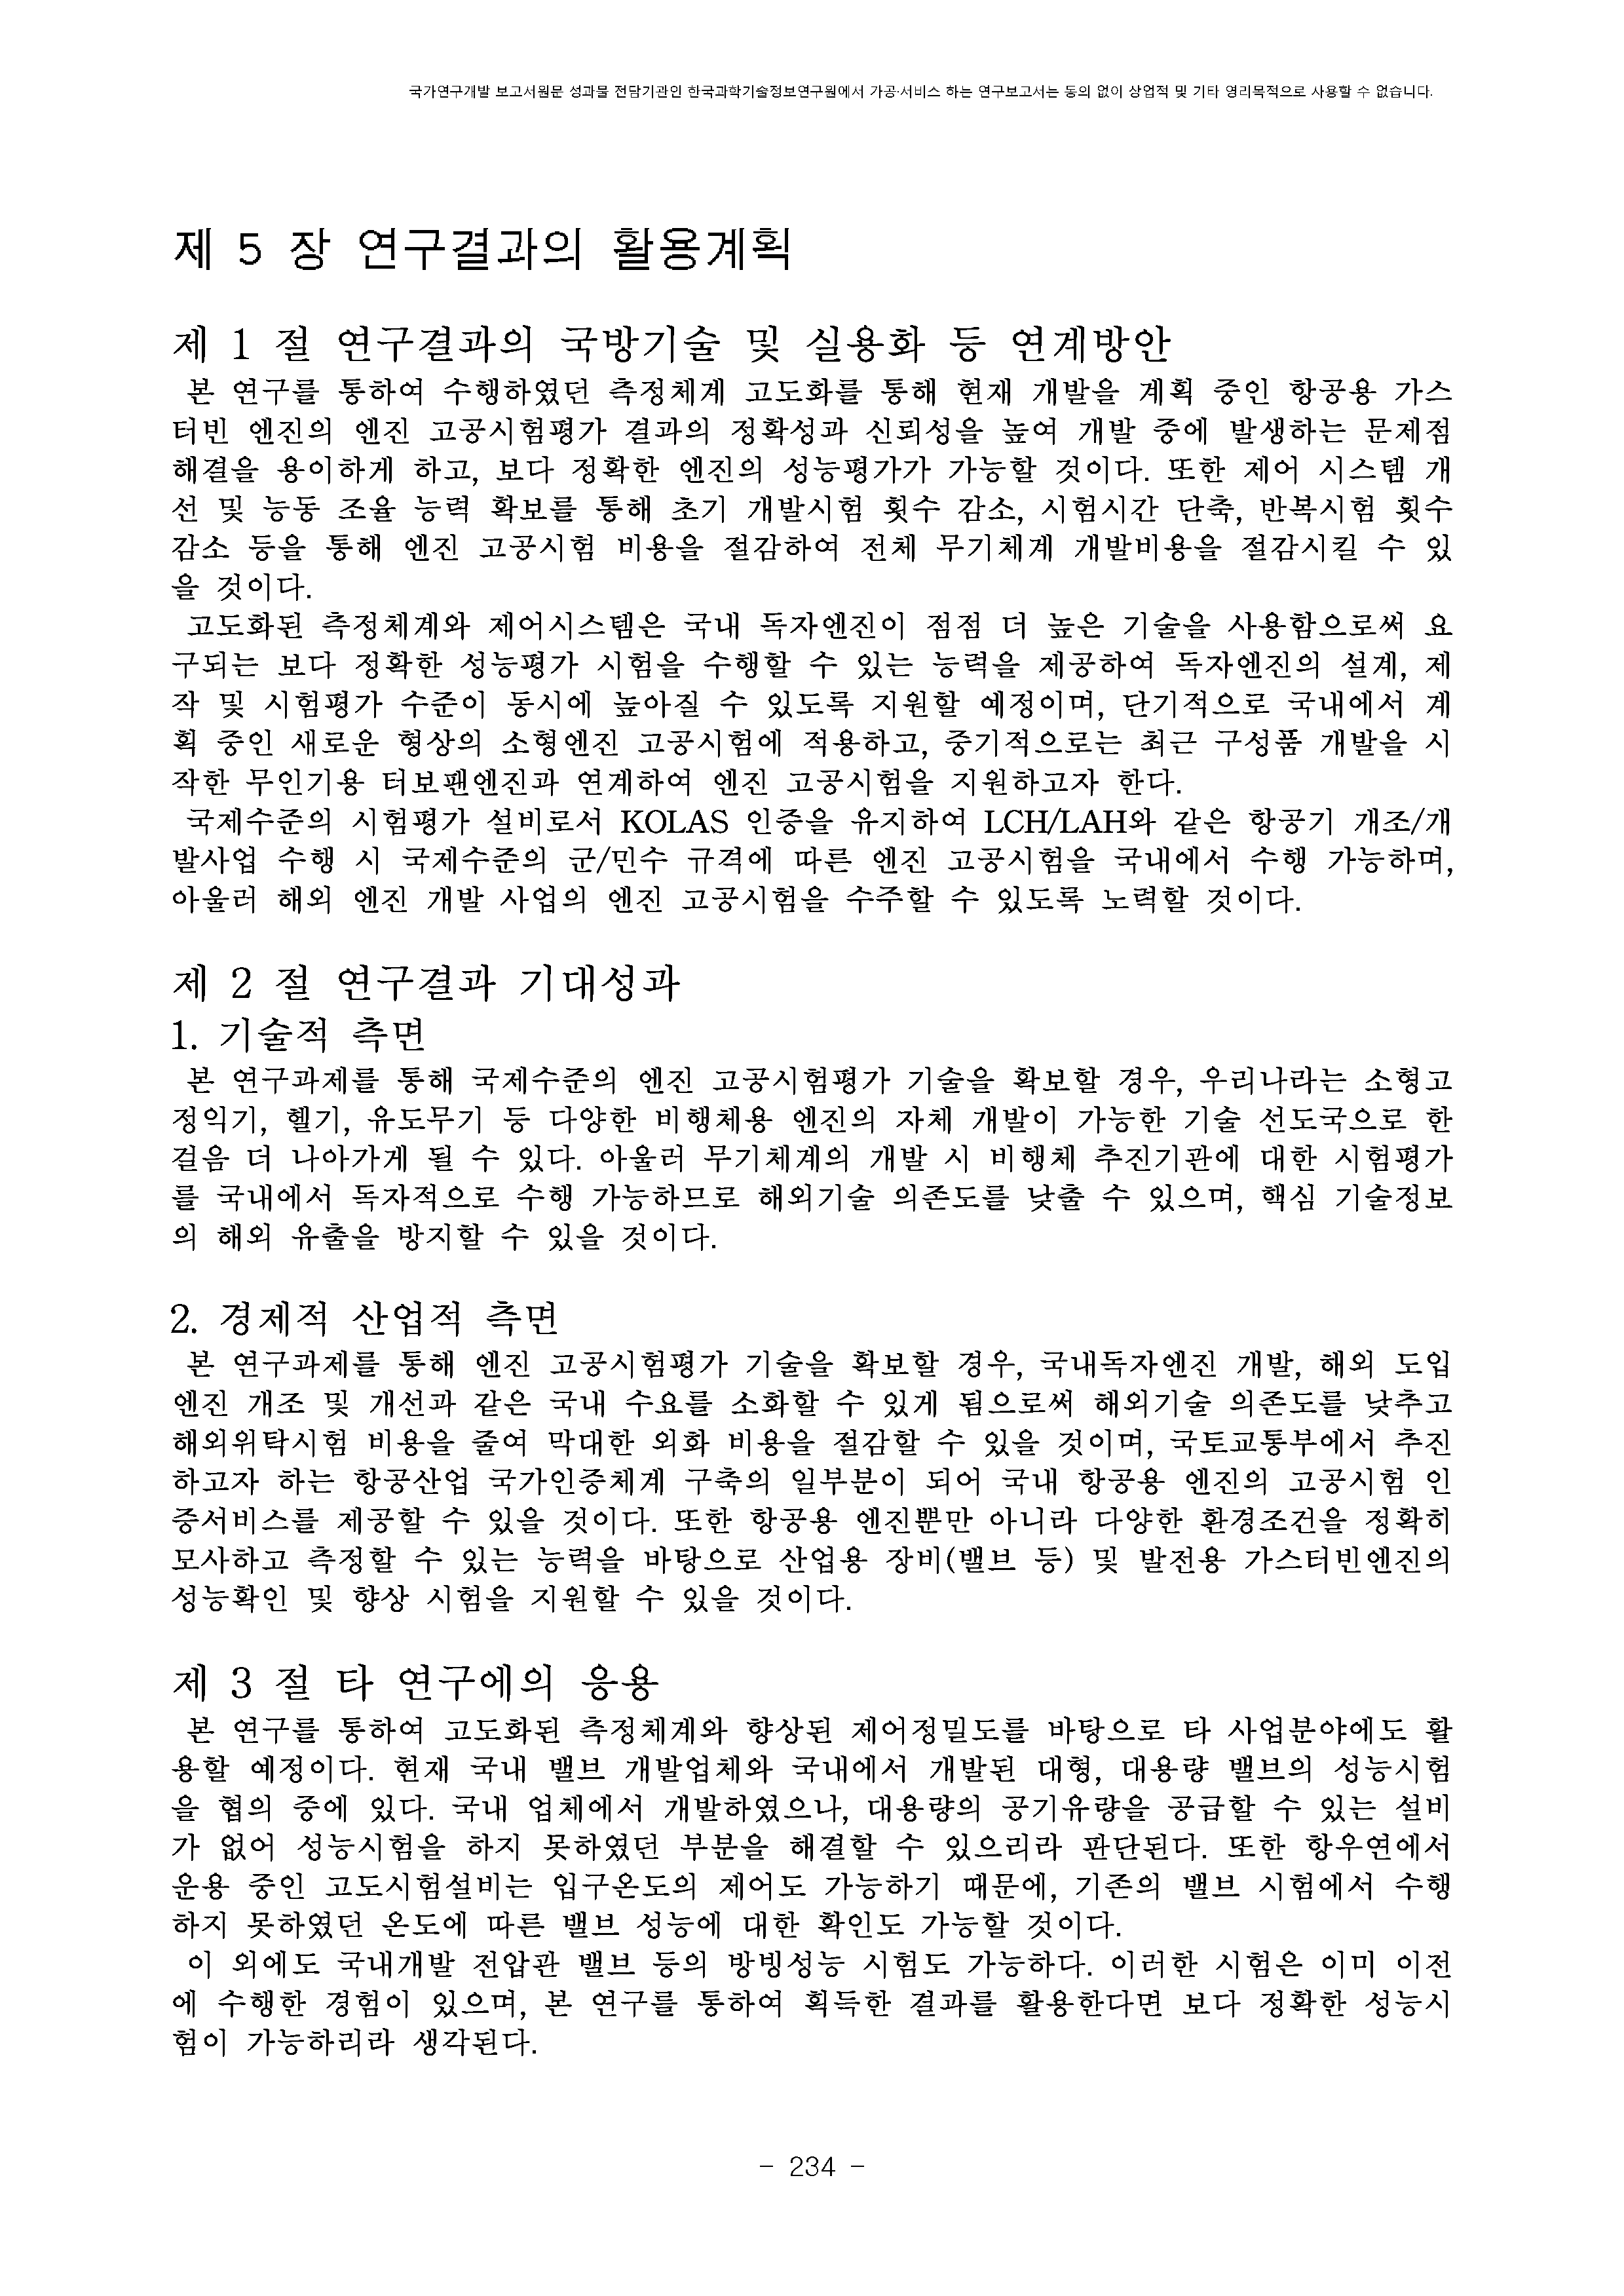 국가연구개발 보고서원문 성과물 전담기관인 한국과학기술정보연구원에서 가공·서비스 하는 연구보고서는 동의 없이 상업적 및 기타 영리목적으로 사용할 수 없습니다.
제 5 장 연구결과의 활용계획
제 1 절 연구결과의 국방기술 및 실용화 등 연계방안
본 연구를 통하여 수행하였던 측정체계 고도화를 통해 현재 개발을 계획 중인 항공용 가스
터빈 엔진의 엔진 고공시험평가 결과의 정확성과 신뢰성을 높여 개발 중에 발생하는 문제점
해결을 용이하게 하고, 보다 정확한 엔진의 성능평가가 가능할 것이다. 또한 제어 시스템 개
선 및 능동 조율 능력 확보를 통해 초기 개발시험 횟수 감소, 시험시간 단축, 반복시험 횟수
감소 등을 통해 엔진 고공시험 비용을 절감하여 전체 무기체계 개발비용을 절감시킬 수 있
을 것이다.
고도화된 측정체계와 제어시스템은 국내 독자엔진이 점점 더 높은 기술을 사용함으로써 요
구되는 보다 정확한 성능평가 시험을 수행할 수 있는 능력을 제공하여 독자엔진의 설계, 제
작 및 시험평가 수준이 동시에 높아질 수 있도록 지원할 예정이며, 단기적으로 국내에서 계
획 중인 새로운 형상의 소형엔진 고공시험에 적용하고, 중기적으로는 최근 구성품 개발을 시
작한 무인기용 터보팬엔진과 연계하여 엔진 고공시험을 지원하고자 한다.
국제수준의 시험평가 설비로서 KOLAS 인증을 유지하여 LCH/LAH와 같은 항공기 개조/개
발사업 수행 시 국제수준의 군/민수 규격에 따른 엔진 고공시험을 국내에서 수행 가능하며,
아울러 해외 엔진 개발 사업의 엔진 고공시험을 수주할 수 있도록 노력할 것이다.
제 2 절 연구결과 기대성과
1. 기술적 측면
본 연구과제를 통해 국제수준의 엔진 고공시험평가 기술을 확보할 경우, 우리나라는 소형고
정익기, 헬기, 유도무기 등 다양한 비행체용 엔진의 자체 개발이 가능한 기술 선도국으로 한
걸음 더 나아가게 될 수 있다. 아울러 무기체계의 개발 시 비행체 추진기관에 대한 시험평가
를 국내에서 독자적으로 수행 가능하므로 해외기술 의존도를 낮출 수 있으며, 핵심 기술정보
의 해외 유출을 방지할 수 있을 것이다.
2. 경제적 산업적 측면
본 연구과제를 통해 엔진 고공시험평가 기술을 확보할 경우, 국내독자엔진 개발, 해외 도입
엔진 개조 및 개선과 같은 국내 수요를 소화할 수 있게 됨으로써 해외기술 의존도를 낮추고
해외위탁시험 비용을 줄여 막대한 외화 비용을 절감할 수 있을 것이며, 국토교통부에서 추진
하고자 하는 항공산업 국가인증체계 구축의 일부분이 되어 국내 항공용 엔진의 고공시험 인
증서비스를 제공할 수 있을 것이다. 또한 항공용 엔진뿐만 아니라 다양한 환경조건을 정확히
모사하고 측정할 수 있는 능력을 바탕으로 산업용 장비(밸브 등) 및 발전용 가스터빈엔진의
성능확인 및 향상 시험을 지원할 수 있을 것이다.
제 3 절 타 연구에의 응용
본 연구를 통하여 고도화된 측정체계와 향상된 제어정밀도를 바탕으로 타 사업분야에도 활
용할 예정이다. 현재 국내 밸브 개발업체와 국내에서 개발된 대형, 대용량 밸브의 성능시험
을 협의 중에 있다. 국내 업체에서 개발하였으나, 대용량의 공기유량을 공급할 수 있는 설비
가 없어 성능시험을 하지 못하였던 부분을 해결할 수 있으리라 판단된다. 또한 항우연에서
운용 중인 고도시험설비는 입구온도의 제어도 가능하기 때문에, 기존의 밸브 시험에서 수행
하지 못하였던 온도에 따른 밸브 성능에 대한 확인도 가능할 것이다.
이 외에도 국내개발 전압관 밸브 등의 방빙성능 시험도 가능하다. 이러한 시험은 이미 이전
에 수행한 경험이 있으며, 본 연구를 통하여 획득한 결과를 활용한다면 보다 정확한 성능시
험이 가능하리라 생각된다.
- 234 -